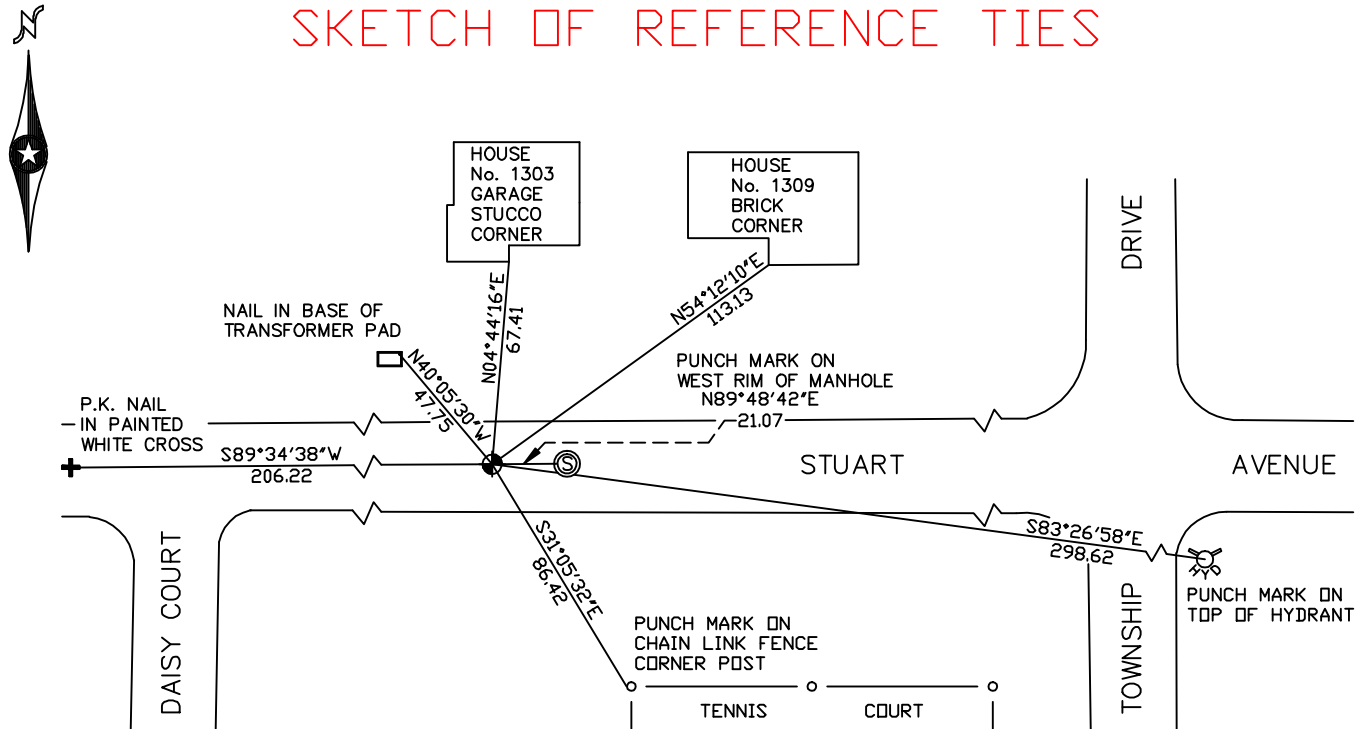 N
SKETCH OF REFERENCE TIES
HOUSE
No. 1303
GARAGE
STUCCO
CORNER
HOUSE
No. 1309
BRICK
CORNER
DRIVE
NAIL IN BASE OF
TRANSFORMER PAD
N04°44'16"E
67.41
N54°12'10"E
113.13
N40°05'30"W
47.75
PUNCH MARK ON
WEST RIM OF MANHOLE
N89°48'42"E
21.07
P.K. NAIL
IN PAINTED
WHITE CROSS
S89°34'38"W
206.22
S
STUART
AVENUE
S83°26'58"E
298.62
HYD
PUNCH MARK ON
TOP OF HYDRANT
S31°05'32"E
86.42
DAISY COURT
PUNCH MARK ON
CHAIN LINK FENCE
CORNER POST
TOWNSHIP
TENNIS
COURT